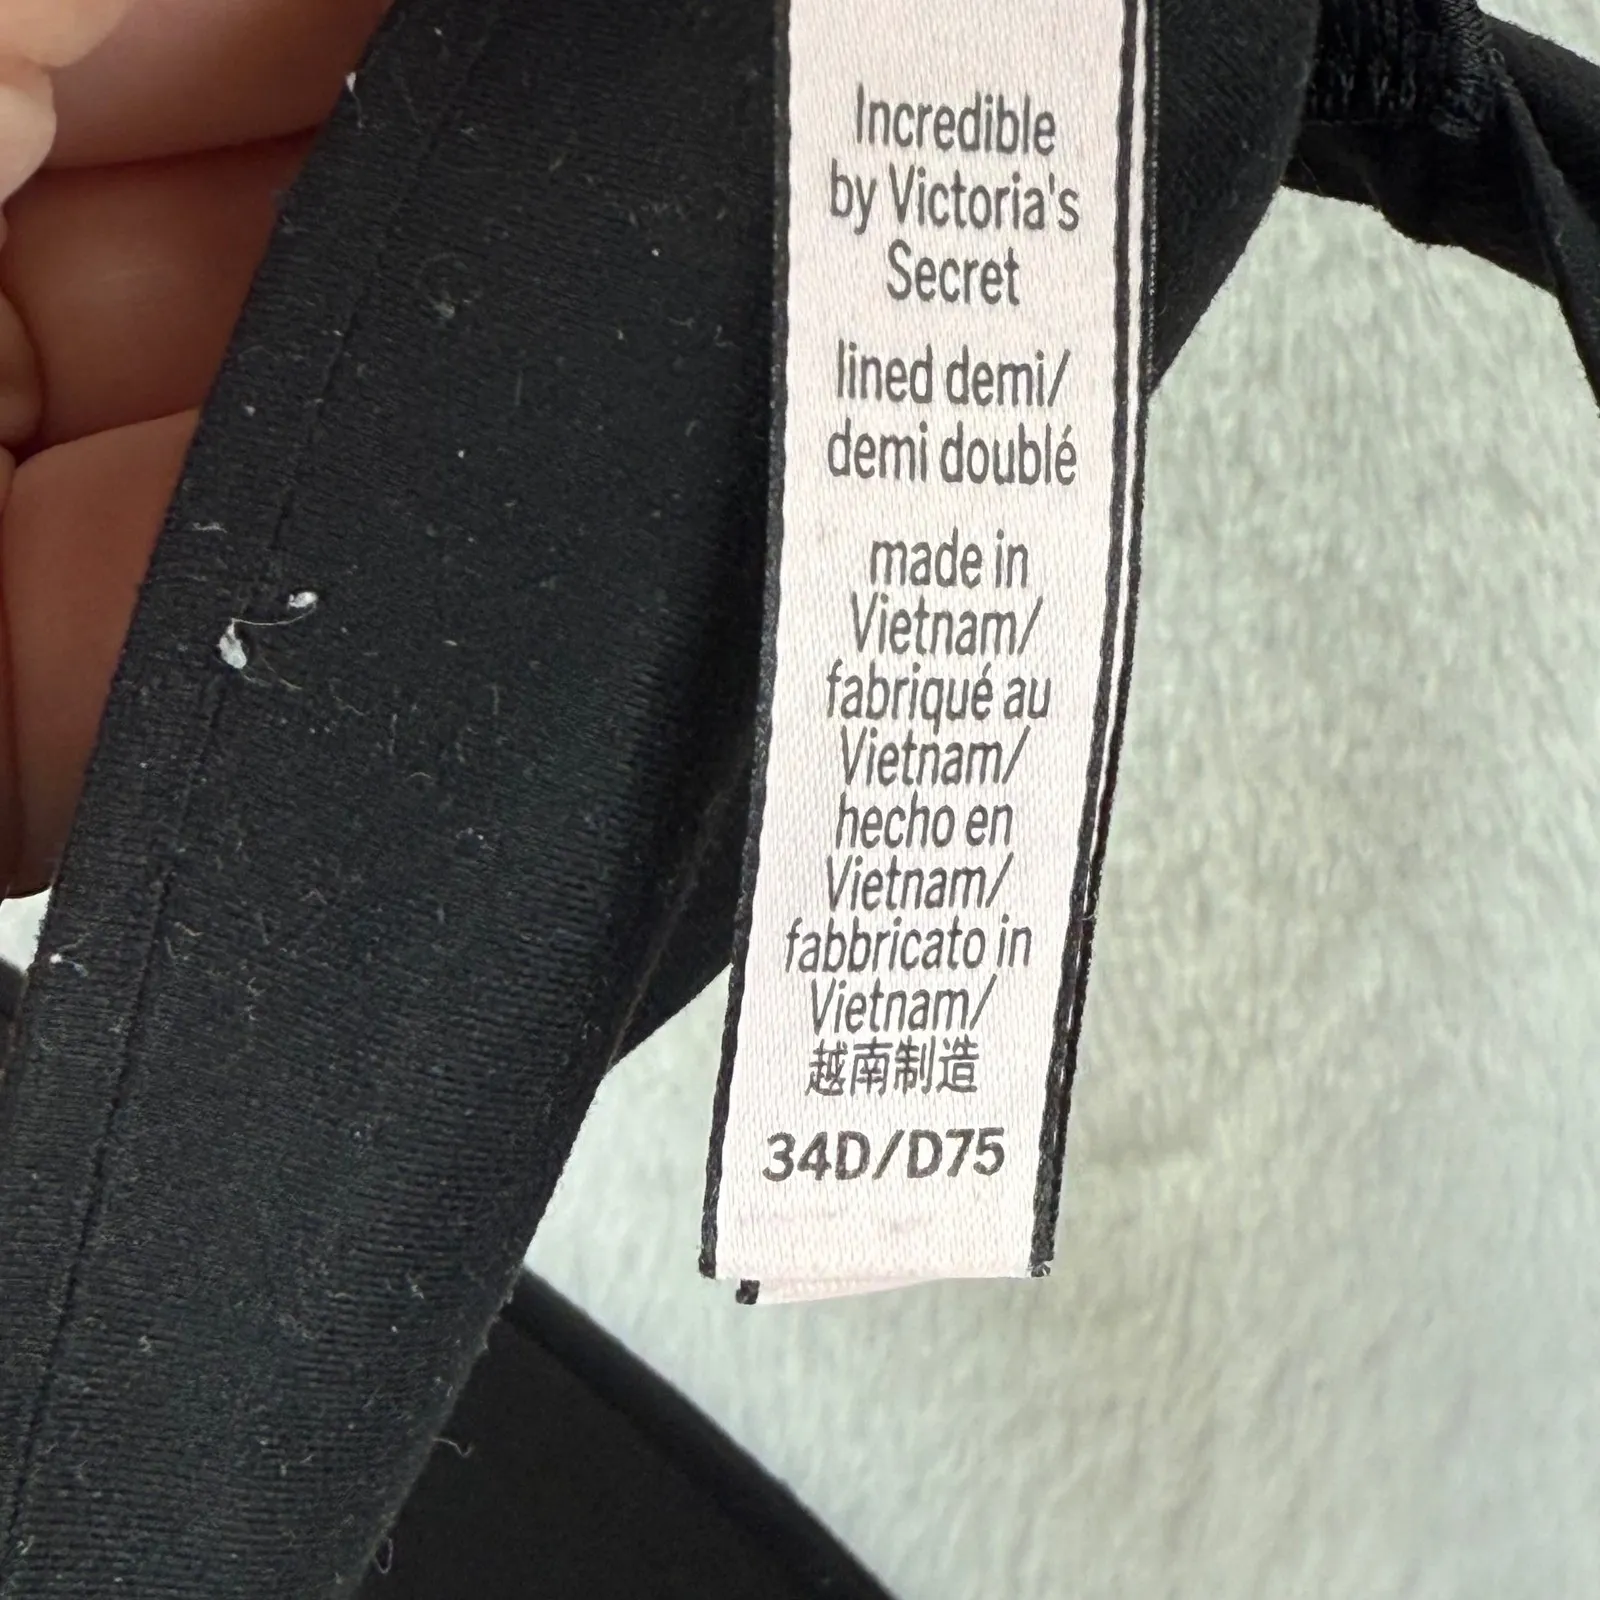 Incredible
by Victoria's
Secret
lined demi/
demi doublé
made in
Vietnam/
fabriqué au
Vietnam/
hecho en
Vietnam/
fabbricato in
Vietnam/
越南制造
34D/D75